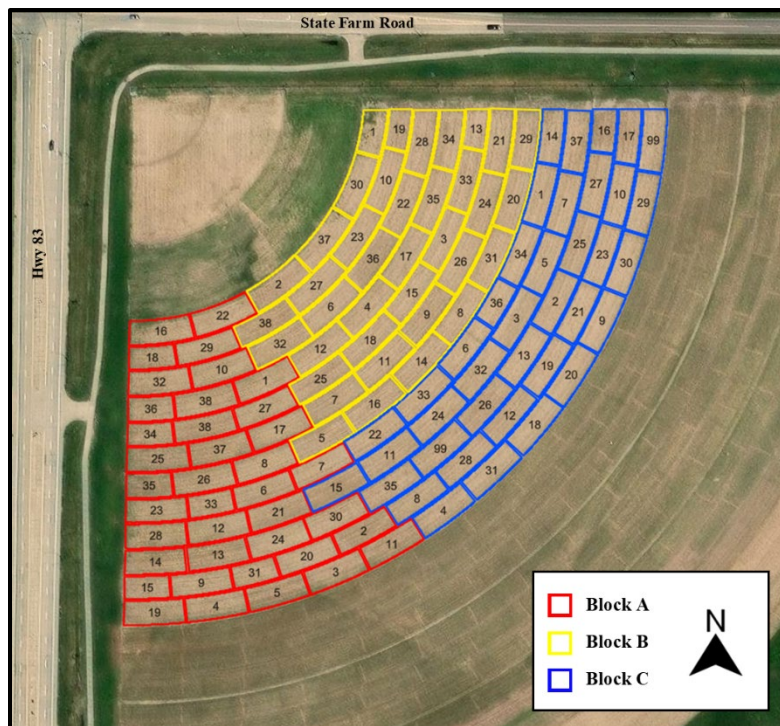 State Farm Road
Hwy 83
1 19 28 34 13 21 29 14 37 16 17 99
30 10 22 35 33 24 20 1 7 27 10 29
37 23 36 17 3 26 31 34 5 25 23 30
2 27 6 4 15 9 8 36 3 2 21 9
16 22 38 32 12 18 11 14 6 32 13 19 20
18 29 25 7 16 33 24 26 12 18
32 10 1 5 22 11 99 28 31
36 38 27 15 35 8 4
34 38 17
25 37 8 7
35 26 6
23 33 21 30 2 11
28 12 24 20 3
14 13 31 5
15 9
19 4
Block A
Block B
Block C
N